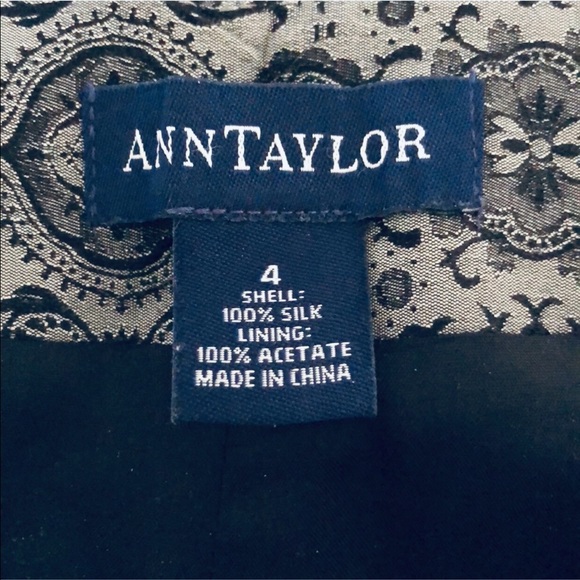 ANNTAYLOR
4
SHELL:
100% SILK
LINING:
100% ACETATE
MADE IN CHINA